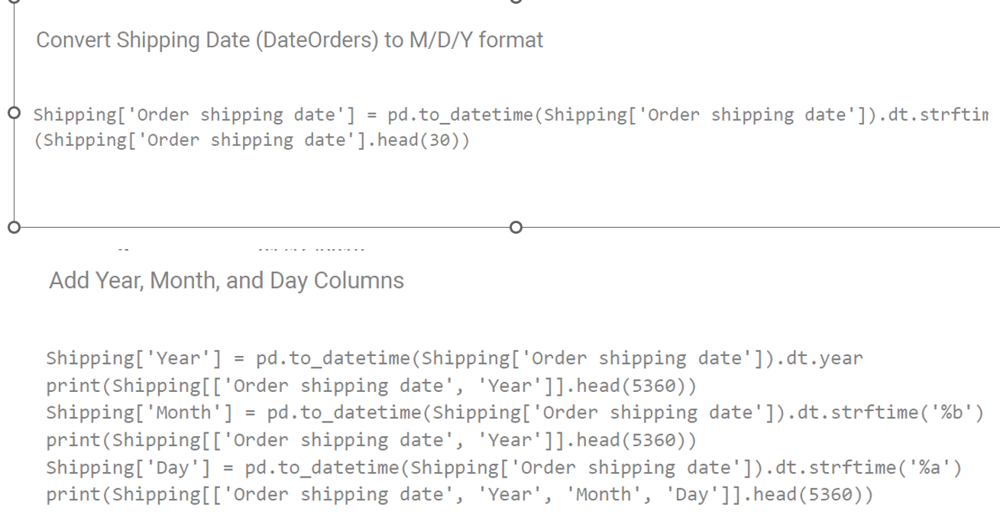 Convert Shipping Date (DateOrders) to M/D/Y format
Shipping['Order shipping date'] = pd.to_datetime(Shipping['Order shipping date']).dt.strftim
(Shipping['Order shipping date'].head(30))
Add Year, Month, and Day Columns
Shipping['Year'] = pd.to_datetime(Shipping['Order shipping date']).dt.year
print(Shipping[['Order shipping date', 'Year']].head(5360))
Shipping['Month'] = pd.to_datetime(Shipping['Order shipping date']).dt.strftime('%b')
print(Shipping[['Order shipping date', 'Year']].head(5360))
Shipping['Day'] = pd.to_datetime(Shipping['Order shipping date']).dt.strftime('%a')
print(Shipping[['Order shipping date', 'Year', 'Month', 'Day']].head(5360))